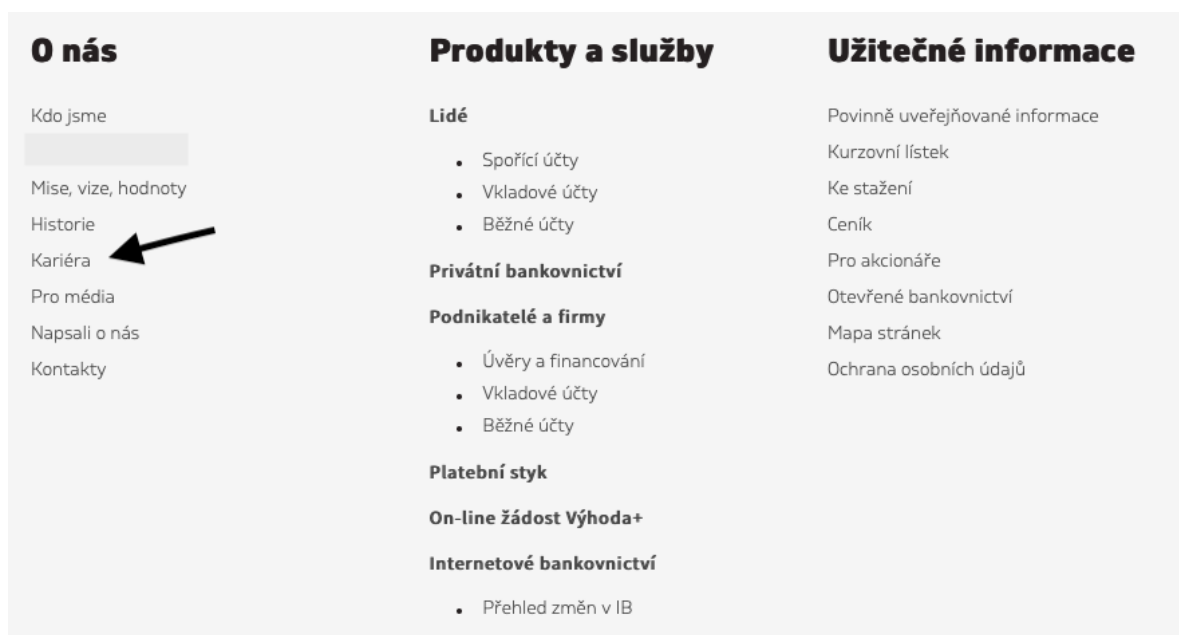 O nás
Kdo jsme
Mise, vize, hodnoty
Historie
Kariéra
Pro média
Napsali o nás
Kontakty
Produkty a služby
Lidé
Spořící účty
Vkladové účty
Běžné účty
Privátní bankovnictví
Podnikatelé a firmy
Úvěry a financování
Vkladové účty
Běžné účty
Platební styk
On-line žádost Výhoda+
Internetové bankovnictví
Přehled změn v IB
Užitečné informace
Povinně uveřejňované informace
Kurzovní lístek
Ke stažení
Ceník
Pro akcionáře
Otevřené bankovnictví
Mapa stránek
Ochrana osobních údajů